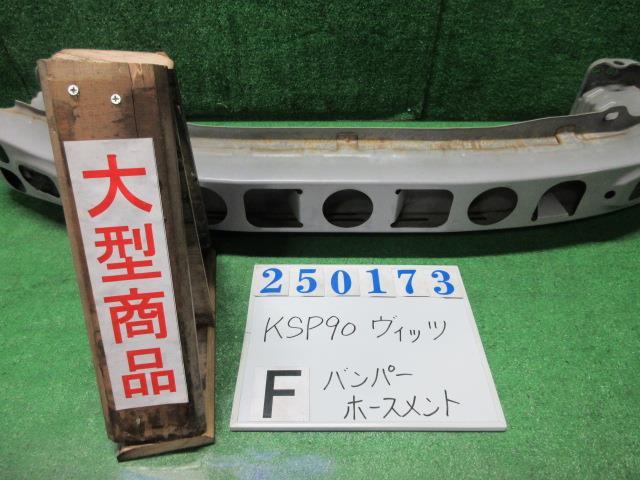 大型商品
250173
KSP90 ヴィッツ
F バンパー
ホースメント